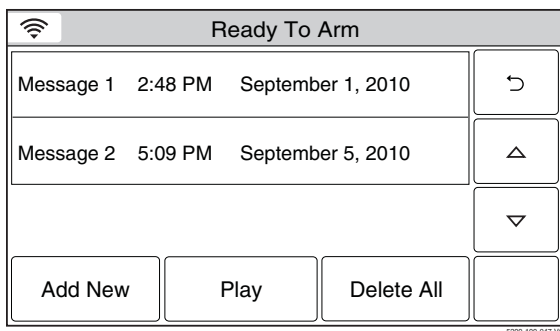 Ready To Arm
Message 1 2:48 PM September 1, 2010
Message 2 5:09 PM September 5, 2010
Add New Play Delete All